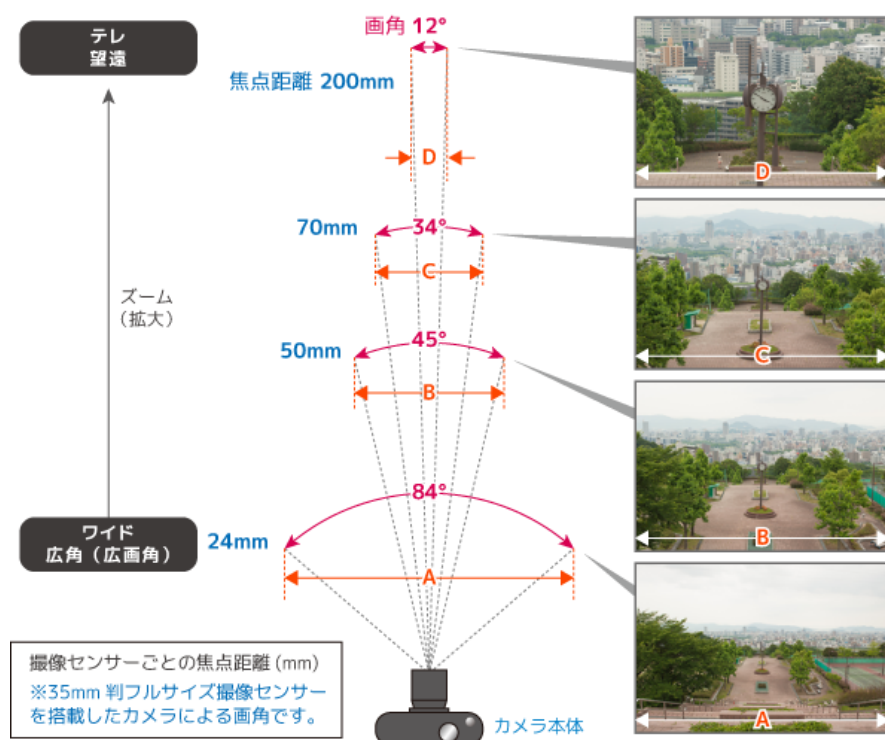 テレ
望遠
画角 12°
焦点距離 200mm
D
D
70mm
34°
C
C
ズーム
（拡大）
50mm
45°
B
B
84°
ワイド
広角（広画角）
24mm
A
A
撮像センサーごとの焦点距離 (mm)
※35mm 判フルサイズ撮像センサー
を搭載したカメラによる画角です。
カメラ本体